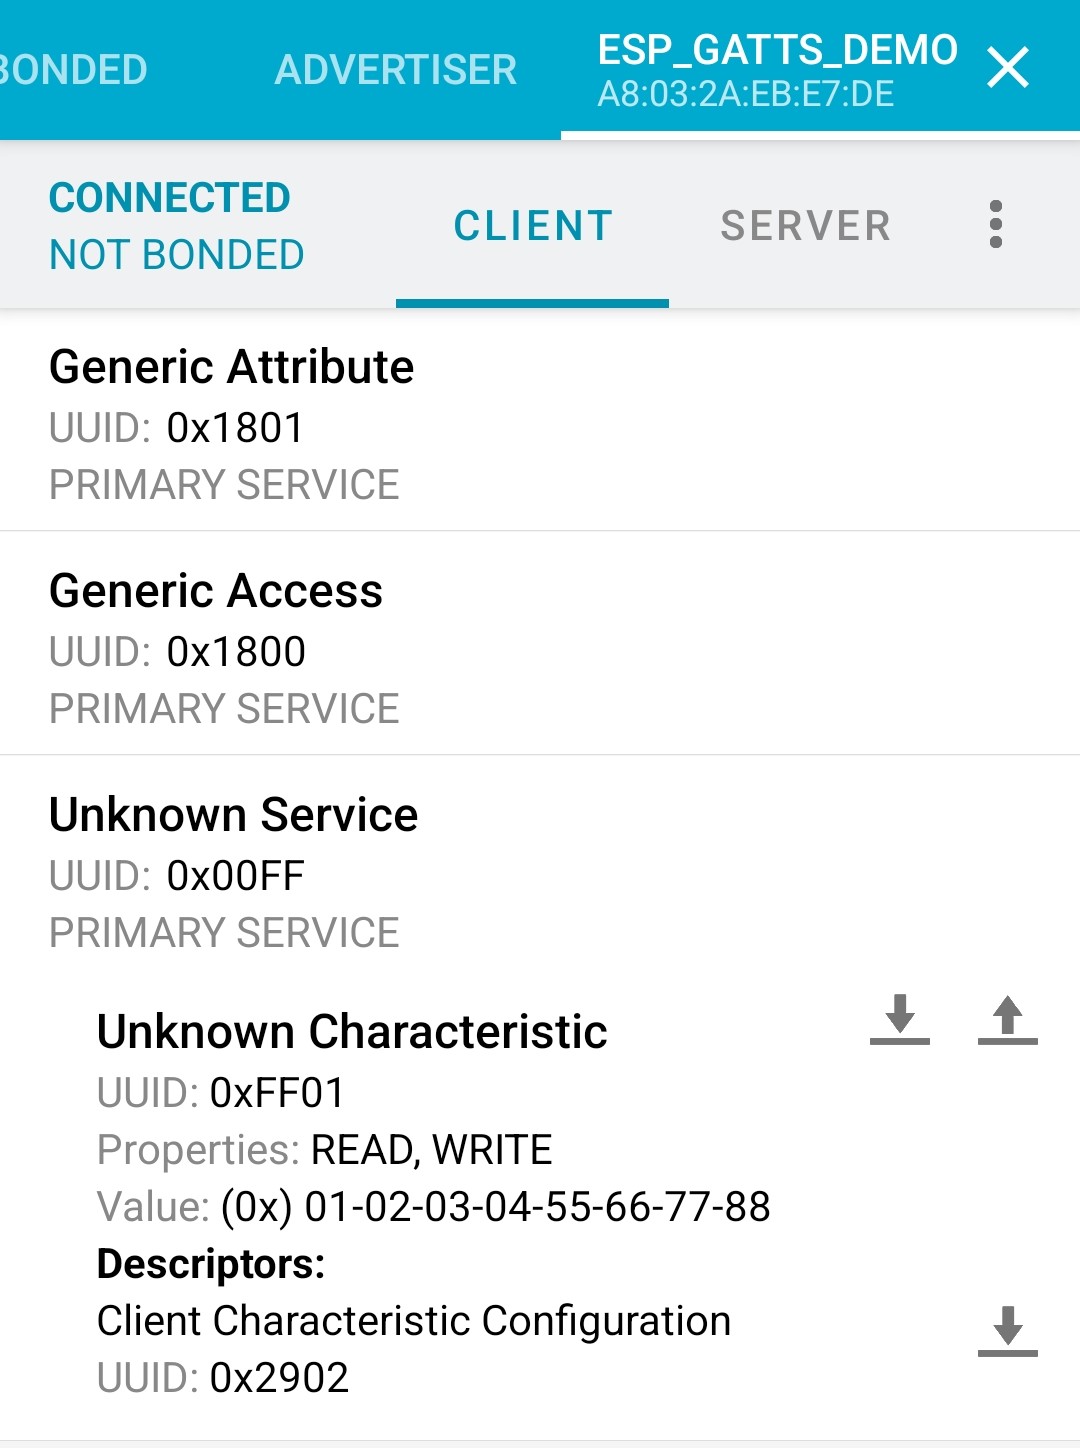 BONDED ADVERTISER ESP_GATTS_DEMO
A8:03:2A:EB:E7:DE
CONNECTED
NOT BONDED
CLIENT SERVER
Generic Attribute
UUID: 0x1801
PRIMARY SERVICE
Generic Access
UUID: 0x1800
PRIMARY SERVICE
Unknown Service
UUID: 0x00FF
PRIMARY SERVICE
Unknown Characteristic
UUID: 0xFF01
Properties: READ, WRITE
Value: (0x) 01-02-03-04-55-66-77-88
Descriptors:
Client Characteristic Configuration
UUID: 0x2902